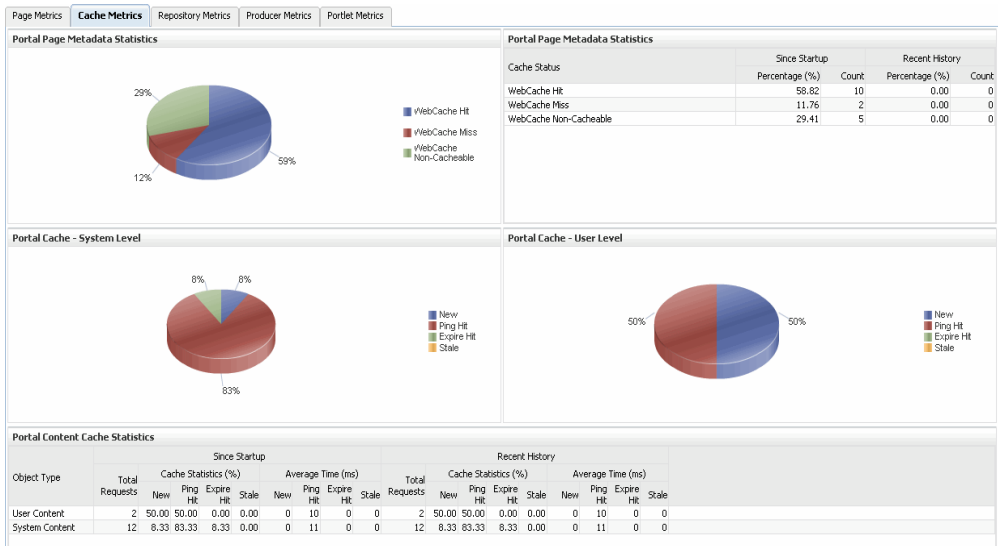 Page Metrics Cache Metrics Repository Metrics Producer Metrics Portlet Metrics
Portal Page Metadata Statistics
29%
59%
12%
WebCache Hit
WebCache Miss
WebCache
Non-Cacheable
Portal Page Metadata Statistics
Cache Status Since Startup Recent History
Percentage (%) Count Percentage (%) Count
WebCache Hit 58.82 10 0.00 0
WebCache Miss 11.76 2 0.00 0
WebCache Non-Cacheable 29.41 5 0.00 0
Portal Cache - System Level
8% 8%
83%
New
Ping Hit
Expire Hit
Stale
Portal Cache - User Level
50% 50%
New
Ping Hit
Expire Hit
Stale
Portal Content Cache Statistics
Since Startup Recent History
Object Type Total Requests Cache Statistics (%) Average Time (ms) Total Requests Cache Statistics (%) Average Time (ms)
New Ping Hit Expire Hit Stale New Ping Hit Expire Hit Stale New Ping Hit Expire Hit Stale New Ping Hit Expire Hit Stale
User Content 2 50.00 50.00 0.00 0.00 0 10 0 0 2 50.00 50.00 0.00 0.00 0 10 0 0
System Content 12 8.33 83.33 8.33 0.00 0 11 0 0 12 8.33 83.33 8.33 0.00 0 11 0 0